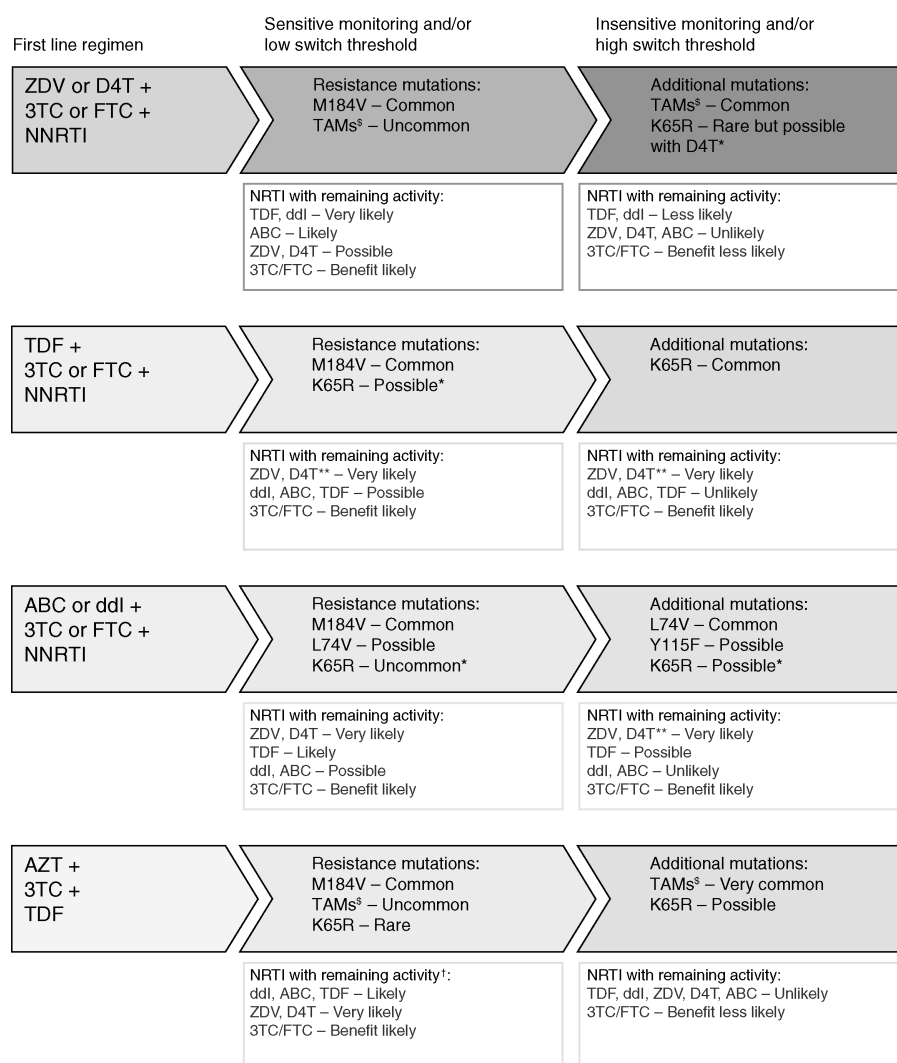 First line regimen
Sensitive monitoring and/or
low switch threshold
Insensitive monitoring and/or
high switch threshold
ZDV or D4T +
3TC or FTC +
NNRTI
Resistance mutations:
M184V – Common
TAMs$ – Uncommon
Additional mutations:
TAMs$ – Common
K65R – Rare but possible
with D4T*
NRTI with remaining activity:
TDF, ddI – Very likely
ABC – Likely
ZDV, D4T – Possible
3TC/FTC – Benefit likely
NRTI with remaining activity:
TDF, ddI – Less likely
ZDV, D4T, ABC – Unlikely
3TC/FTC – Benefit less likely
TDF +
3TC or FTC +
NNRTI
Resistance mutations:
M184V – Common
K65R – Possible*
Additional mutations:
K65R – Common
NRTI with remaining activity:
ZDV, D4T** – Very likely
ddI, ABC, TDF – Possible
3TC/FTC – Benefit likely
NRTI with remaining activity:
ZDV, D4T** – Very likely
ddI, ABC, TDF – Unlikely
3TC/FTC – Benefit likely
ABC or ddI +
3TC or FTC +
NNRTI
Resistance mutations:
M184V – Common
L74V – Possible
K65R – Uncommon*
Additional mutations:
L74V – Common
Y115F – Possible
K65R – Possible*
NRTI with remaining activity:
ZDV, D4T – Very likely
TDF – Likely
ddI, ABC – Possible
3TC/FTC – Benefit likely
NRTI with remaining activity:
ZDV, D4T** – Very likely
TDF – Possible
ddI, ABC – Unlikely
3TC/FTC – Benefit likely
AZT +
3TC +
TDF
Resistance mutations:
M184V – Common
TAMs$ – Uncommon
K65R – Rare
Additional mutations:
TAMs$ – Very common
K65R – Possible
NRTI with remaining activity†:
ddI, ABC, TDF – Likely
ZDV, D4T – Very likely
3TC/FTC – Benefit likely
NRTI with remaining activity:
TDF, ddI, ZDV, D4T, ABC – Unlikely
3TC/FTC – Benefit less likely